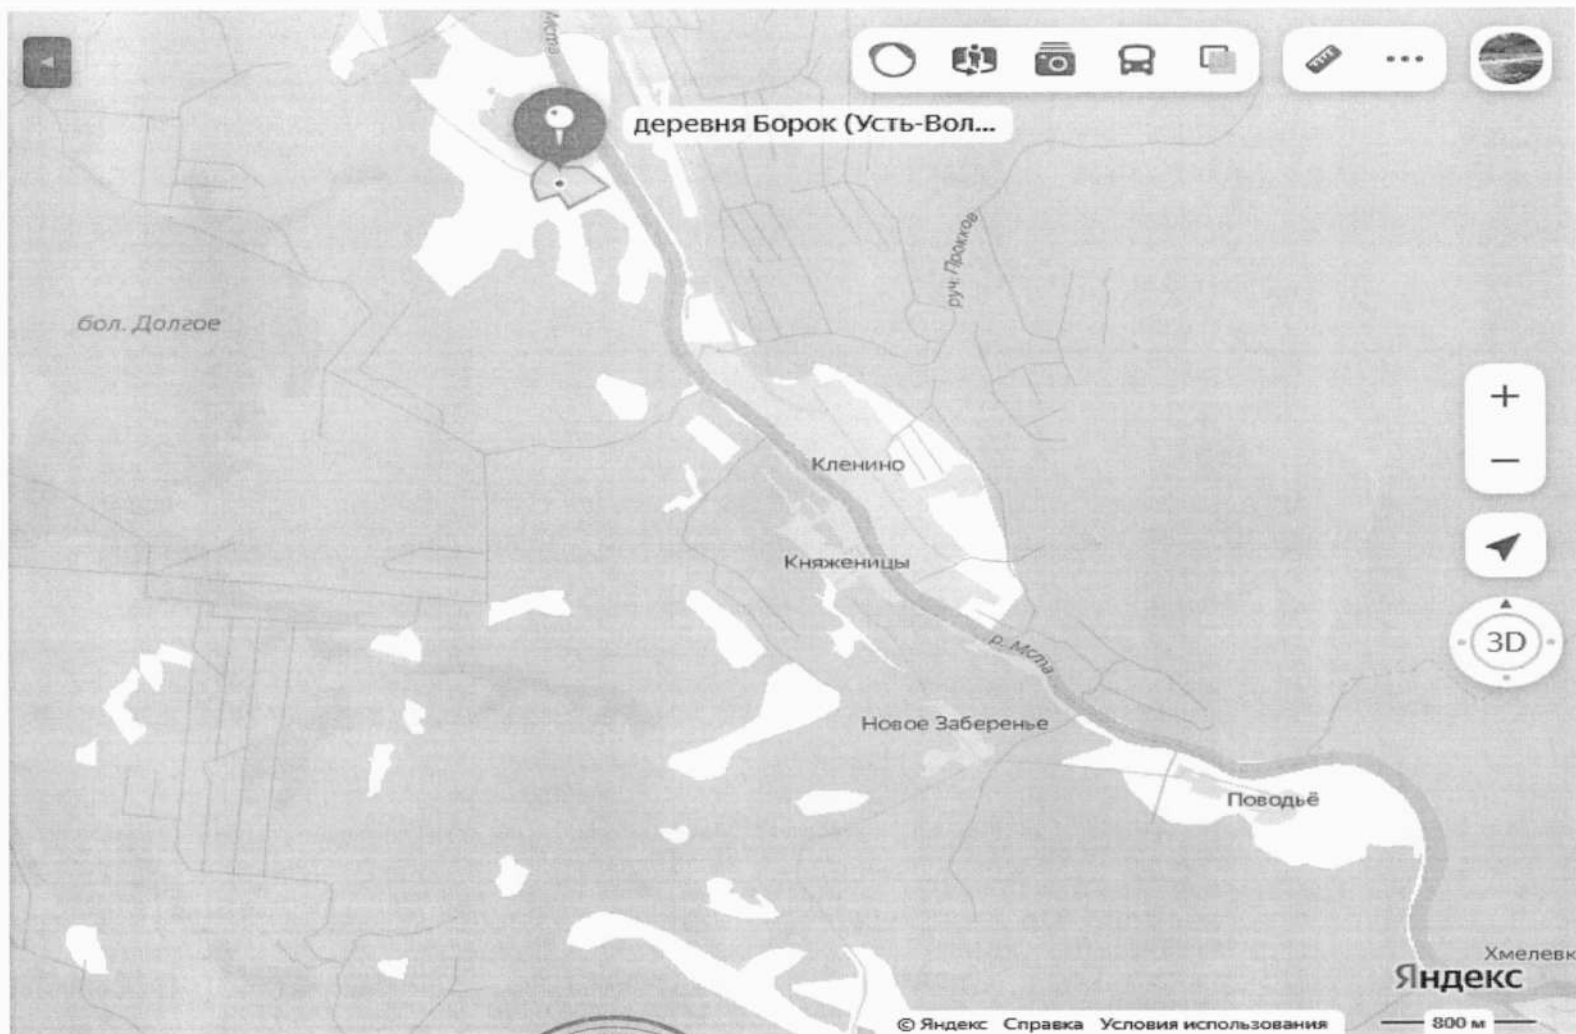 Мста
деревня Борок (Усть-Вол...
руч. Прокков
бол. Долгое
Кленино
Княженицы
р. Мста
3D
Новое Заберенье
Поводьё
Хмелевк
Яндекс
© Яндекс Справка Условия использования
800 м